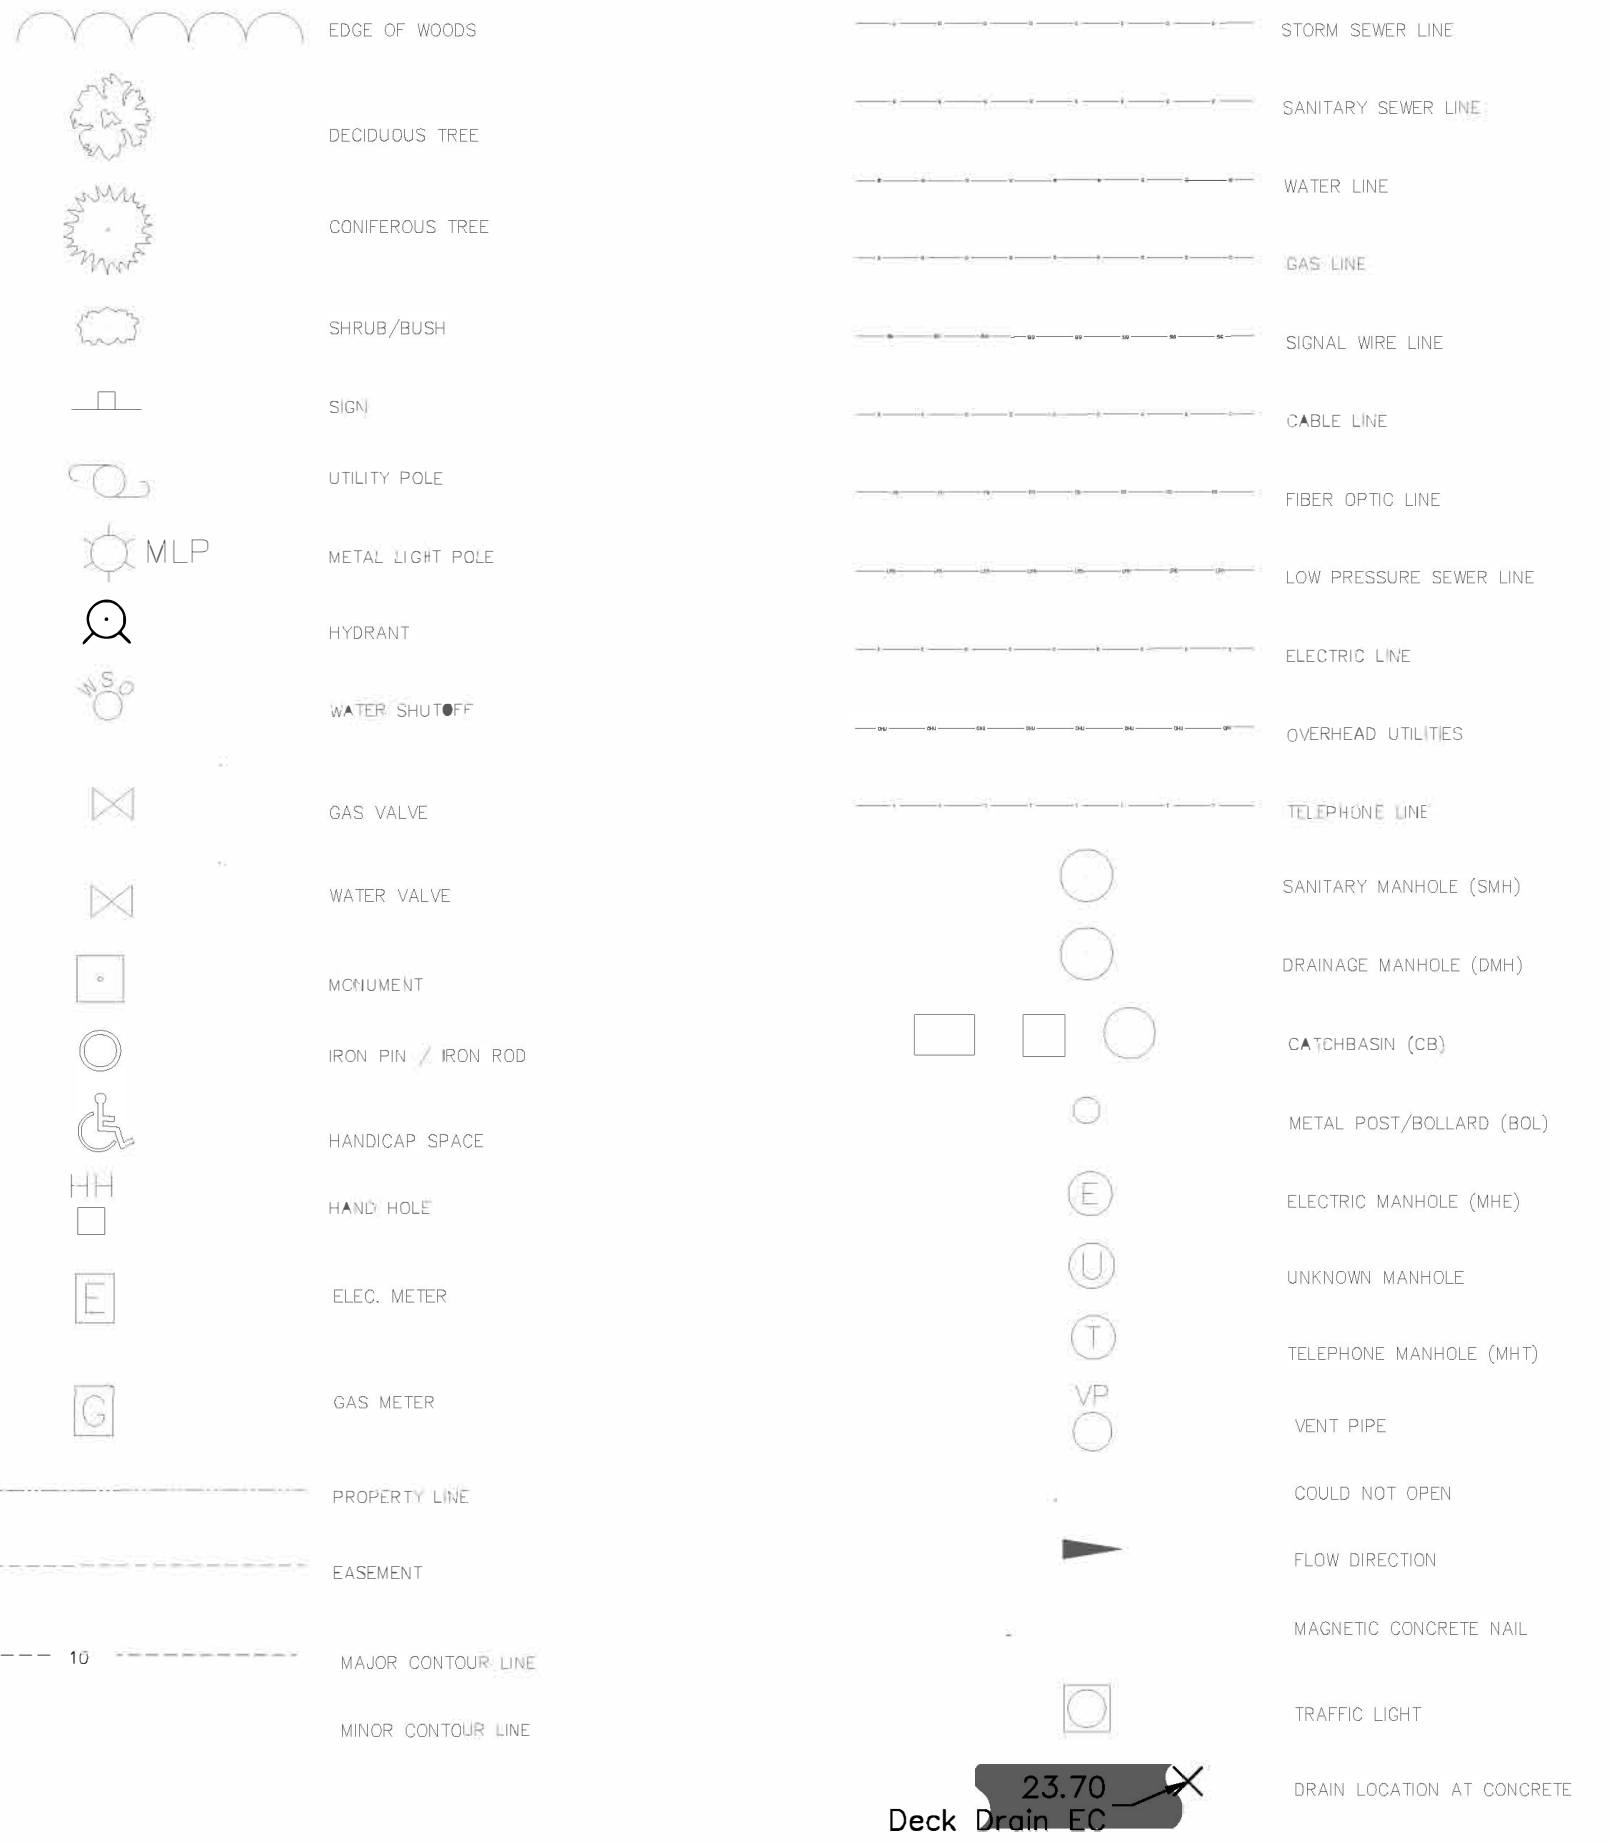 EDGE OF WOODS
DECIDUOUS TREE
CONIFEROUS TREE
SHRUB/BUSH
SIGN
UTILITY POLE
MLP METAL LIGHT POLE
HYDRANT
WSO WATER SHUTOFF
GAS VALVE
WATER VALVE
MONUMENT
IRON PIN / IRON ROD
HANDICAP SPACE
HH
HAND HOLE
E ELEC. METER
G GAS METER
PROPERTY LINE
EASEMENT
10 MAJOR CONTOUR LINE
MINOR CONTOUR LINE
STORM SEWER LINE
SANITARY SEWER LINE
WATER LINE
GAS LINE
SIGNAL WIRE LINE
CABLE LINE
FIBER OPTIC LINE
LOW PRESSURE SEWER LINE
ELECTRIC LINE
OHU OHU OHU OHU OHU OHU OVERHEAD UTILITIES
TELEPHONE LINE
SANITARY MANHOLE (SMH)
DRAINAGE MANHOLE (DMH)
CATCHBASIN (CB)
METAL POST/BOLLARD (BOL)
E ELECTRIC MANHOLE (MHE)
U UNKNOWN MANHOLE
T TELEPHONE MANHOLE (MHT)
VP
VENT PIPE
COULD NOT OPEN
FLOW DIRECTION
MAGNETIC CONCRETE NAIL
TRAFFIC LIGHT
23.70 DRAIN LOCATION AT CONCRETE
Deck Drain EC